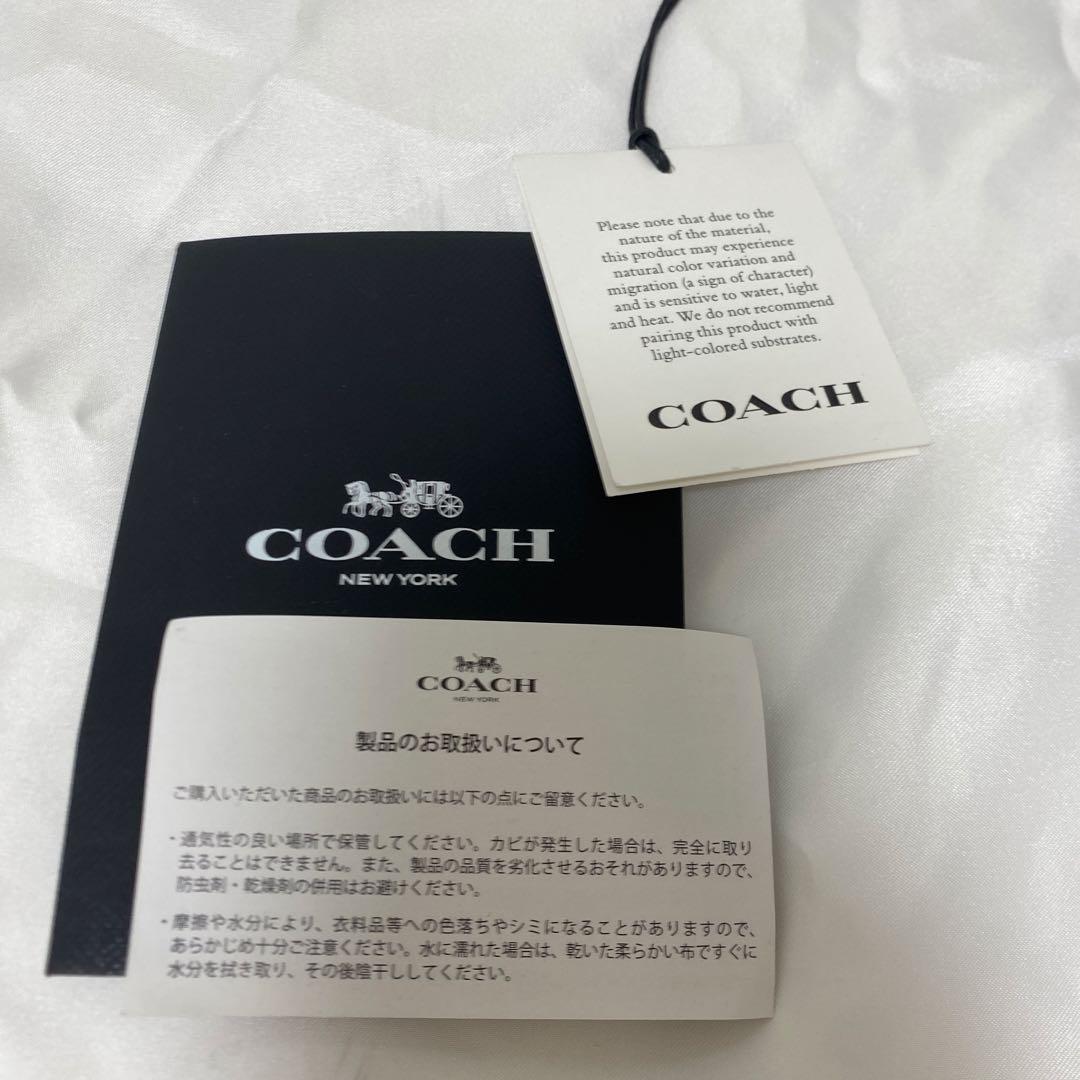 Please note that due to the
nature of the material,
this product may experience
natural color variation and
migration (a sign of character)
and is sensitive to water, light
and heat. We do not recommend
pairing this product with
light-colored substrates.
COACH
COACH
NEW YORK
COACH
NEW YORK
製品のお取扱いについて
ご購入いただいた商品のお取扱いには以下の点にご留意ください。
・通気性の良い場所で保管してください。カビが発生した場合は、完全に取り
去ることはできません。また、製品の品質を劣化させるおそれがありますので、
防虫剤・乾燥剤の併用はお避けください。
・摩擦や水分により、衣料品等への色落ちやシミになることがありますので、
あらかじめ十分ご注意ください。水に濡れた場合は、乾いた柔らかい布ですぐに
水分を拭き取り、その後陰干ししてください。